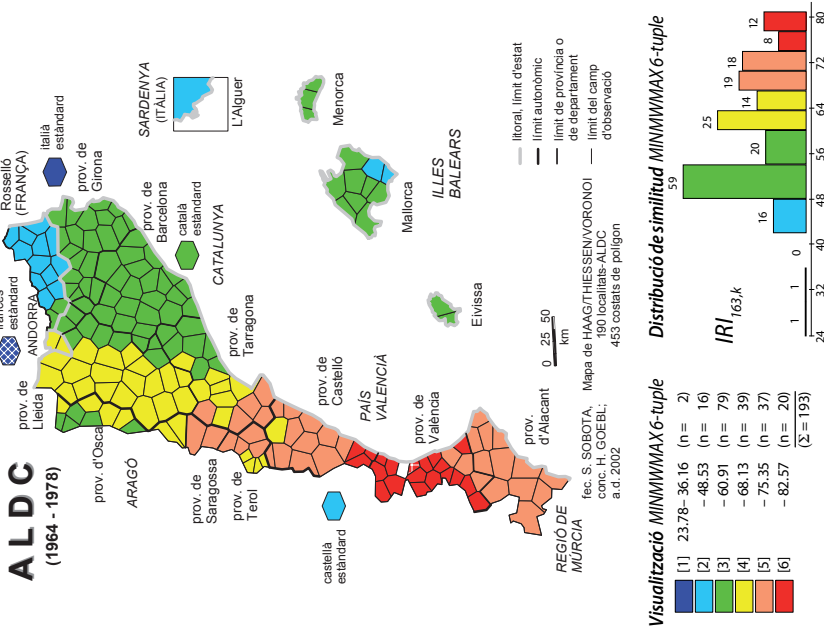 A L D C
(1964 - 1978)
francès
estàndard
ANDORRA
Rosselló
(FRANÇA)
italià
estàndard
prov. de
Girona
prov. de
Lleida
prov. d'Osca
ARAGÓ
prov. de
Barcelona
català
estàndard
CATALUNYA
prov. de
Tarragona
SARDENYA
(ITÀLIA)
L'Alguer
Menorca
Mallorca
ILLES
BALEARS
Eivissa
prov. de
Saragossa
prov. de
Terol
prov. de
Castelló
PAÍS
VALENCIÀ
castellà
estàndard
prov. de
València
prov.
d'Alacant
REGIÓ DE
MÚRCIA
0 25 50
km
litoral, límit d'estat
límit autonòmic
límit de província o
de departament
límit del camp
d'observació
fec. S. SOBOTA,
conc. H. GOEBL;
a.d. 2002
Mapa de HAAG/THIESSEN/VORONOI
190 localitats-ALDC
453 costats de polígon
Visualització MINMWMAX 6-tuple
[1] 23.78– 36.16 (n = 2)
[2] – 48.53 (n = 16)
[3] – 60.91 (n = 79)
[4] – 68.13 (n = 39)
[5] – 75.35 (n = 37)
[6] – 82.57 (n = 20)
(Σ = 193)
Distribució de similitud MINMWMAX 6-tuple
IRI163,k
1 1 0 16 59 20 25 14 19 18 8 12
24 32 40 48 56 64 72 80